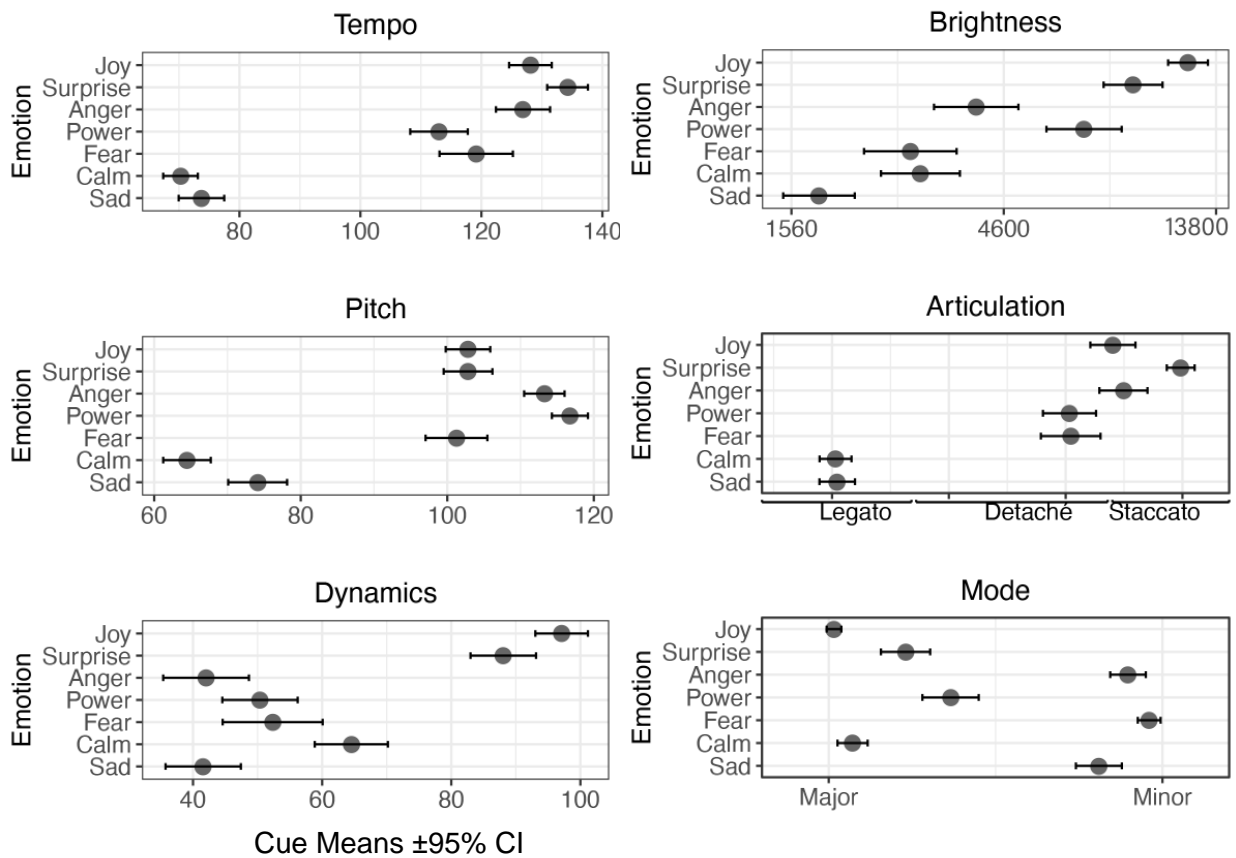 Tempo
Emotion
Joy
Surprise
Anger
Power
Fear
Calm
Sad
80 100 120 140
Brightness
Emotion
Joy
Surprise
Anger
Power
Fear
Calm
Sad
1560 4600 13800
Pitch
Emotion
Joy
Surprise
Anger
Power
Fear
Calm
Sad
60 80 100 120
Articulation
Emotion
Joy
Surprise
Anger
Power
Fear
Calm
Sad
Legato Detaché Staccato
Dynamics
Emotion
Joy
Surprise
Anger
Power
Fear
Calm
Sad
40 60 80 100
Mode
Emotion
Joy
Surprise
Anger
Power
Fear
Calm
Sad
Major Minor
Cue Means ±95% CI